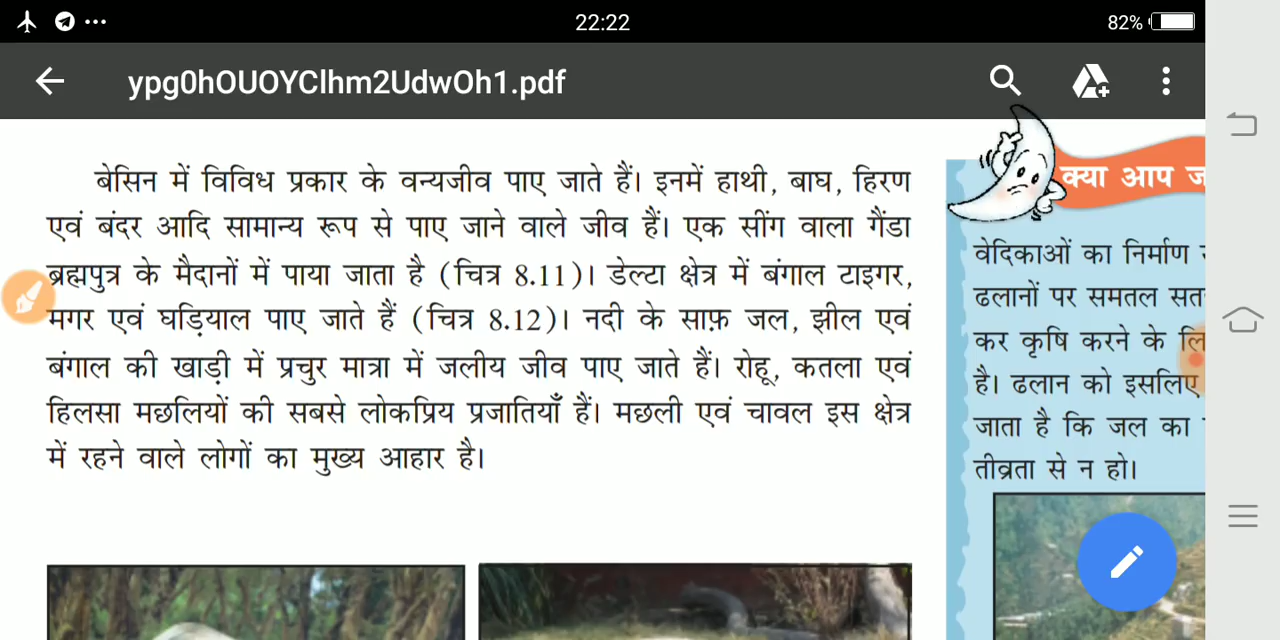 22:22
82%
ypg0hOUOYClhm2UdwOh1.pdf
बेसिन में विविध प्रकार के वन्यजीव पाए जाते हैं। इनमें हाथी, बाघ, हिरण
एवं बंदर आदि सामान्य रूप से पाए जाने वाले जीव हैं। एक सींग वाला गैंडा
ब्रह्मपुत्र के मैदानों में पाया जाता है (चित्र 8.11)। डेल्टा क्षेत्र में बंगाल टाइगर,
मगर एवं घड़ियाल पाए जाते हैं (चित्र 8.12)। नदी के साफ़ जल, झील एवं
बंगाल की खाड़ी में प्रचुर मात्रा में जलीय जीव पाए जाते हैं। रोहू, कतला एवं
हिलसा मछलियों की सबसे लोकप्रिय प्रजातियाँ हैं। मछली एवं चावल इस क्षेत्र
में रहने वाले लोगों का मुख्य आहार है।
क्या आप
वेदिकाओं का निर्माण
ढलानों पर समतल
कर कृषि करने के
है। ढलान को इसलिए
जाता है कि जल का
तीव्रता से न हो।